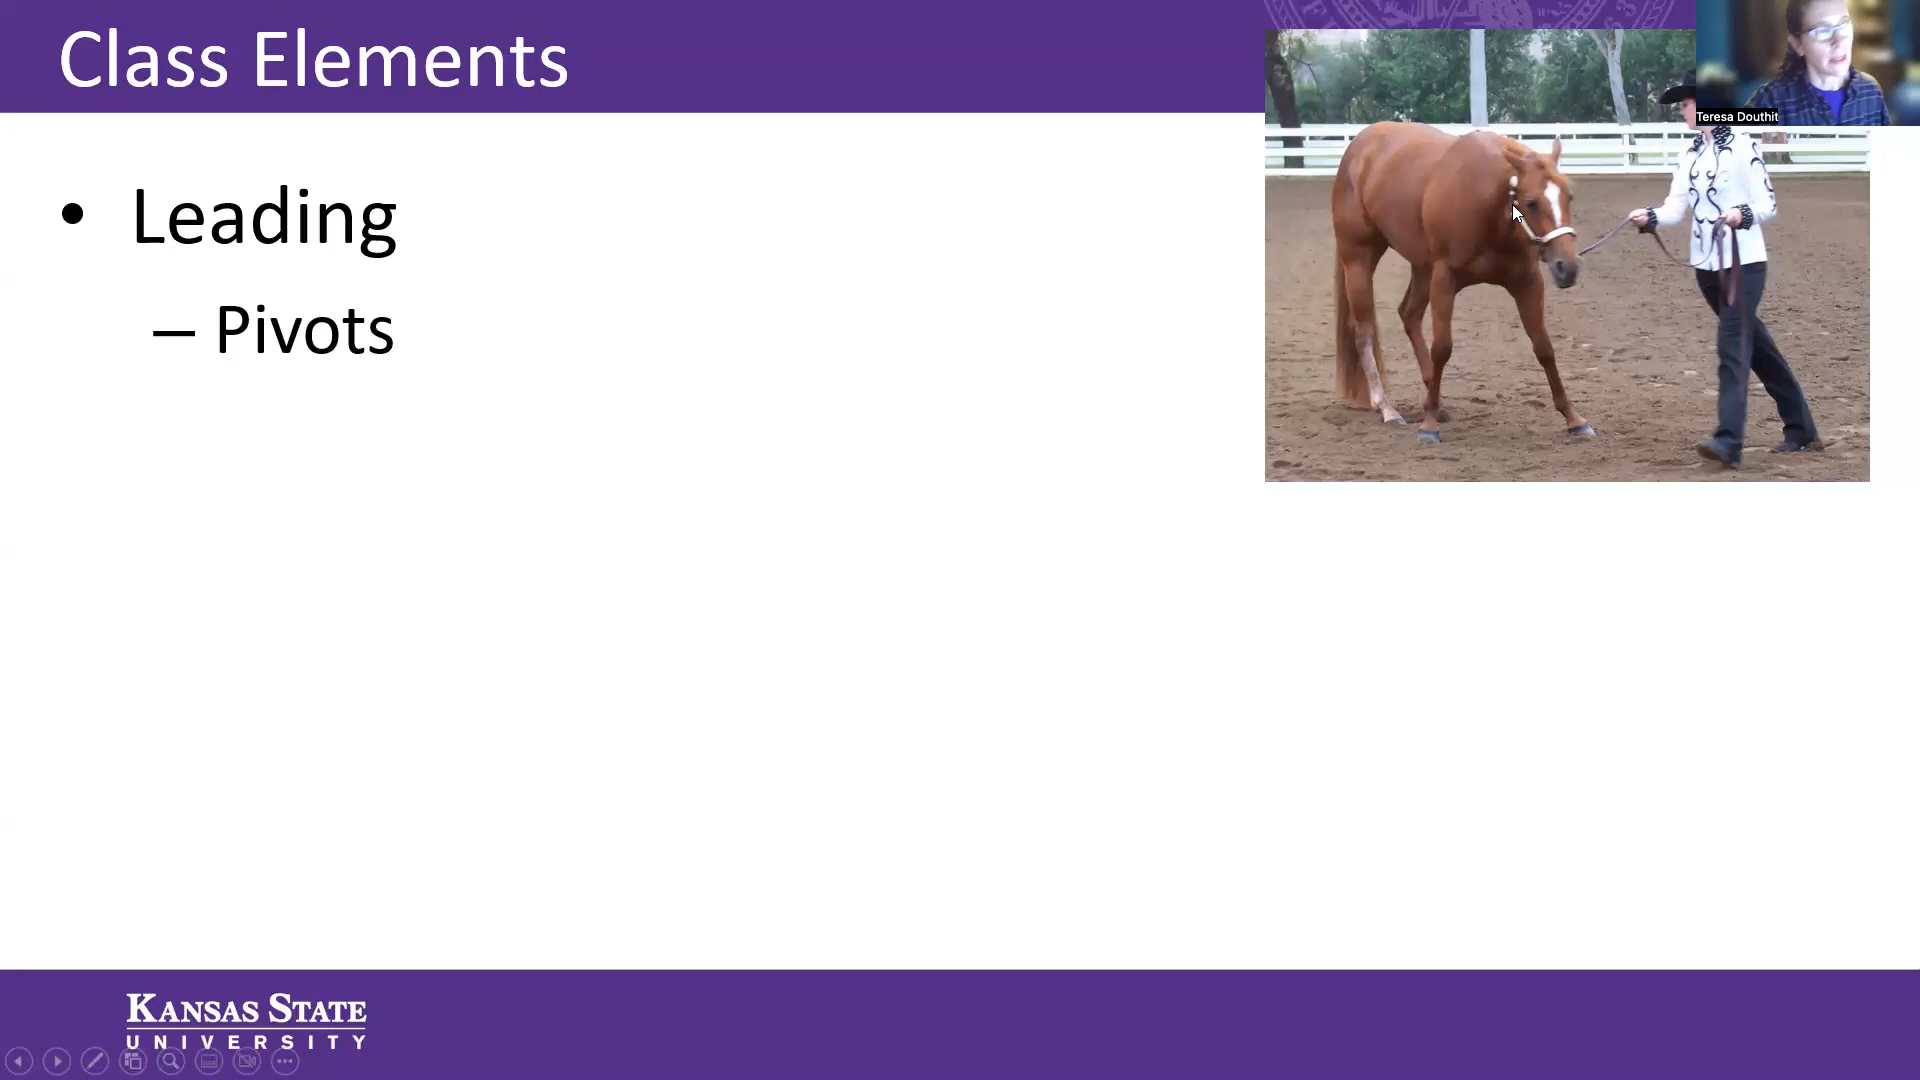 Class Elements
Teresa Douthit
• Leading
– Pivots
KANSAS STATE
UNIVERSITY